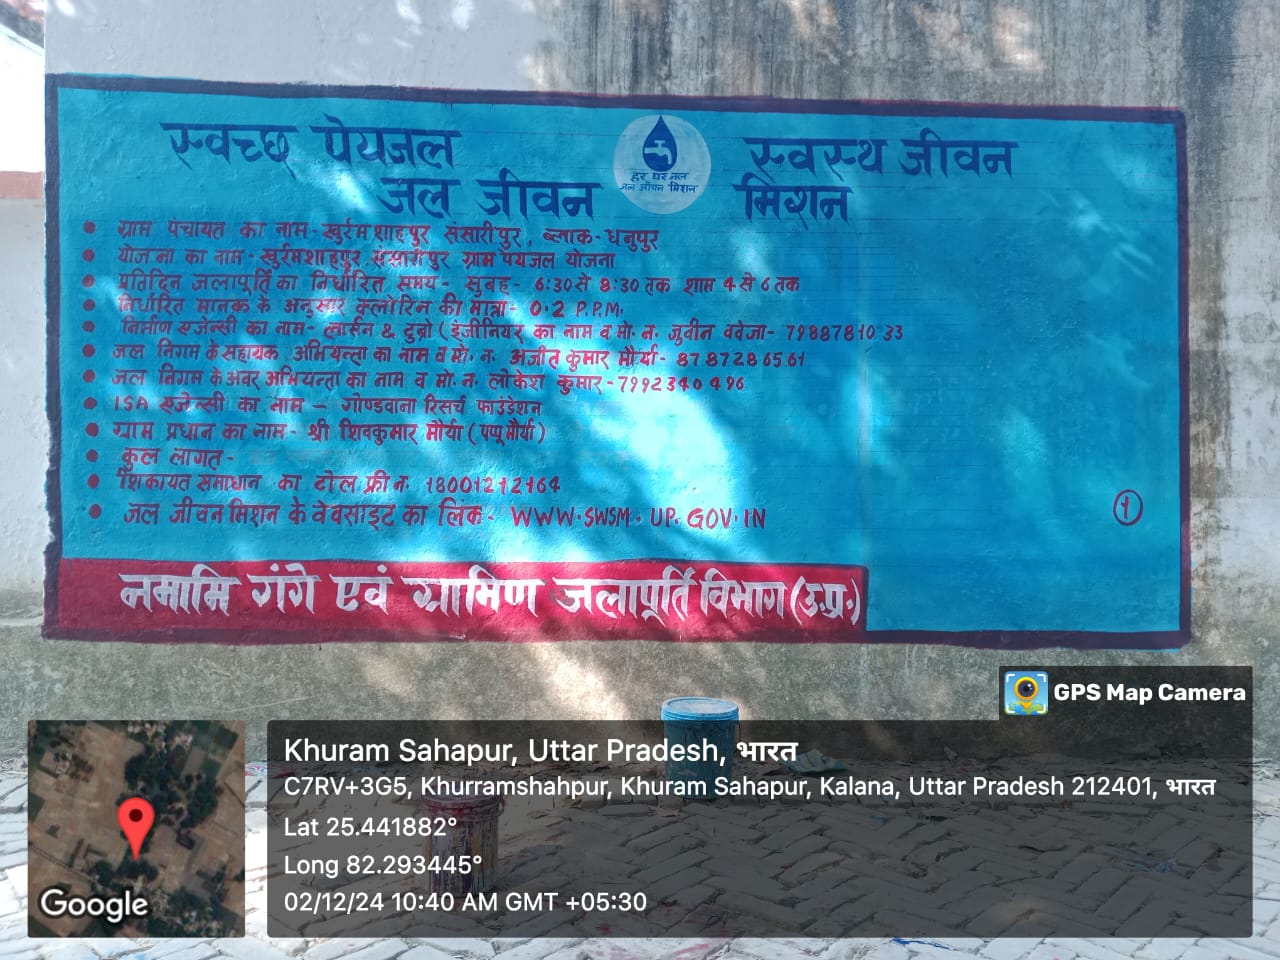 स्वच्छ पेयजल स्वस्थ जीवन
हर घर जल
जल जीवन मिशन
जल जीवन मिशन
• ग्राम पंचायत का नाम - खुर्रमशाहपुर संसारीपुर, ब्लाक - धनुपुर
• योजना का नाम - खुर्रमशाहपुर संसारीपुर ग्राम पेयजल योजना
• प्रतिदिन जलापूर्ति का निर्धारित समय - सुबह - 6:30 से 8:30 तक शाम 4 से 6 तक
• निर्धारित मानक के अनुसार क्लोरिन की मात्रा - 0.2 P.P.M.
• निर्माण एजेन्सी का नाम - लार्सन & टुब्रो (इंजीनियर का नाम व मो. न. जुवीन ववेजा - 7988781033
• जल निगम के सहायक अभियन्ता का नाम व मो. न. अजीत कुमार मौर्या - 8787286561
• जल निगम के अवर अभियन्ता का नाम व मो. न. लोकेश कुमार - 7992340496
• ISA एजेन्सी का नाम - गोण्डवाना रिसर्च फाउंडेशन
• ग्राम प्रधान का नाम - श्री शिवकुमार मौर्या (पप्पू मौर्या)
• कुल लागत -
• शिकायत समाधान का टोल फ्री न. 18001212164
• जल जीवन मिशन के वेबसाइट का लिंक - WWW.SWSM.UP.GOV.IN
१
नमामि गंगे एवं ग्रामिण जलापूर्ति विभाग (उ.प्र.)
GPS Map Camera
Khuram Sahapur, Uttar Pradesh, भारत
C7RV+3G5, Khurramshahpur, Khuram Sahapur, Kalana, Uttar Pradesh 212401, भारत
Lat 25.441882°
Long 82.293445°
02/12/24 10:40 AM GMT +05:30
Google